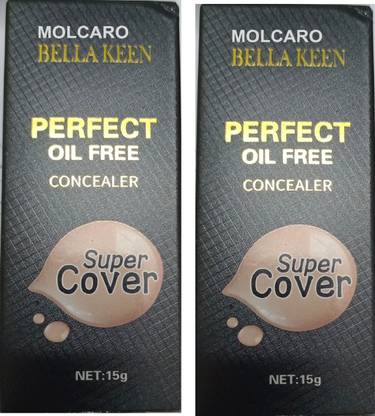 MOLCARO
BELLA KEEN
PERFECT
OIL FREE
CONCEALER
Super
Cover
NET:15g
MOLCARO
BELLA KEEN
PERFECT
OIL FREE
CONCEALER
Super
Cover
NET:15g